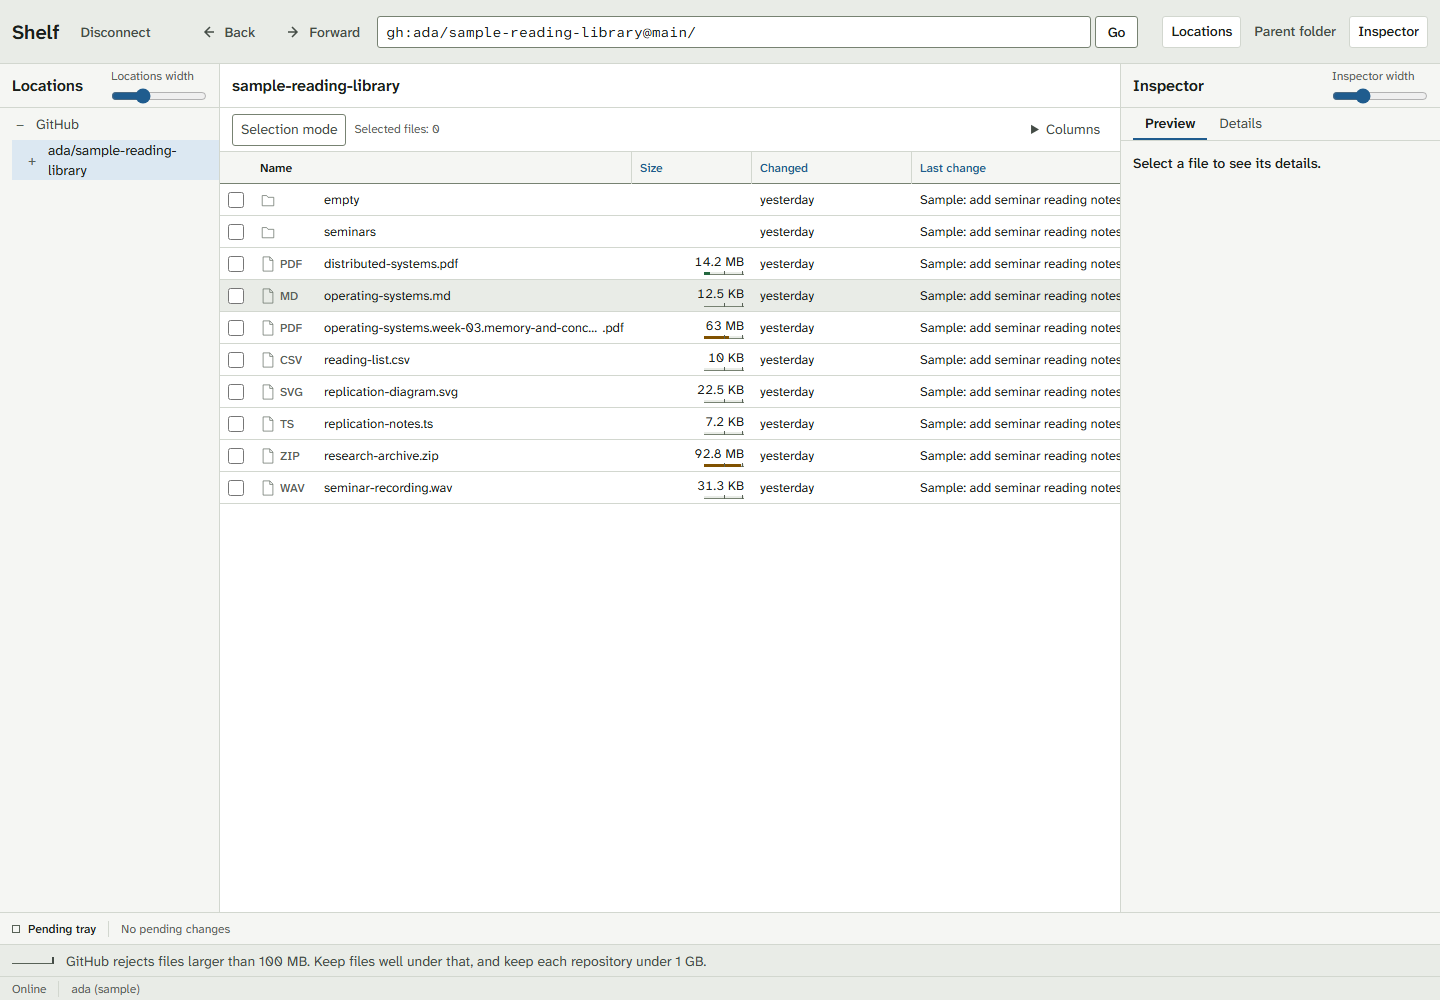 Shelf
Disconnect
Back
Forward
gh:ada/sample-reading-library@main/
Go
Locations
Parent folder
Inspector
Locations
Locations width
sample-reading-library
Inspector
Inspector width
GitHub
ada/sample-reading-
library
Selection mode
Selected files: 0
Columns
Preview
Details
Select a file to see its details.
Name Size Changed Last change
empty yesterday Sample: add seminar reading notes
seminars yesterday Sample: add seminar reading notes
PDF distributed-systems.pdf 14.2 MB yesterday Sample: add seminar reading notes
MD operating-systems.md 12.5 KB yesterday Sample: add seminar reading notes
PDF operating-systems.week-03.memory-and-conc… .pdf 63 MB yesterday Sample: add seminar reading notes
CSV reading-list.csv 10 KB yesterday Sample: add seminar reading notes
SVG replication-diagram.svg 22.5 KB yesterday Sample: add seminar reading notes
TS replication-notes.ts 7.2 KB yesterday Sample: add seminar reading notes
ZIP research-archive.zip 92.8 MB yesterday Sample: add seminar reading notes
WAV seminar-recording.wav 31.3 KB yesterday Sample: add seminar reading notes
Pending tray
No pending changes
GitHub rejects files larger than 100 MB. Keep files well under that, and keep each repository under 1 GB.
Online
ada (sample)